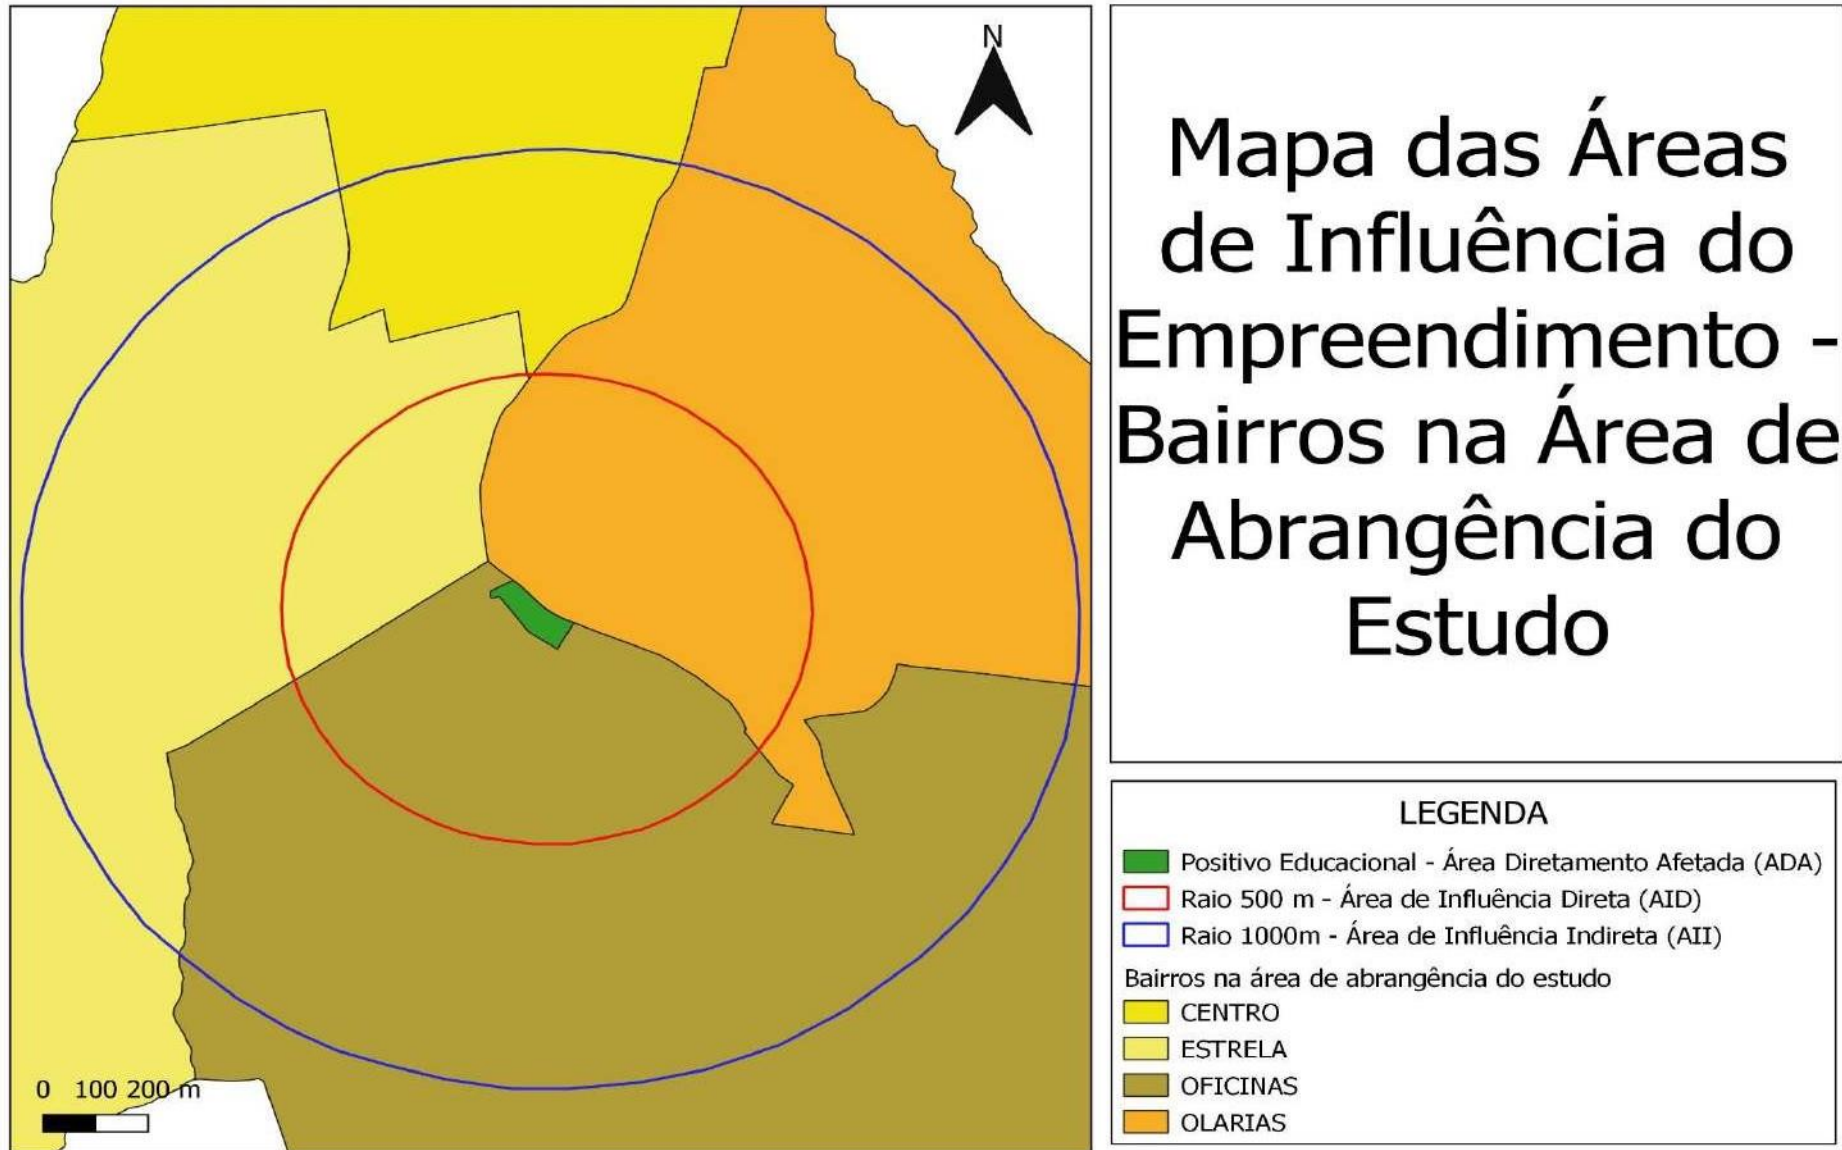 N
0 100 200 m
Mapa das Áreas
de Influência do
Empreendimento -
Bairros na Área de
Abrangência do
Estudo
LEGENDA
Positivo Educacional - Área Diretamento Afetada (ADA)
Raio 500 m - Área de Influência Direta (AID)
Raio 1000m - Área de Influência Indireta (AII)
Bairros na área de abrangência do estudo
CENTRO
ESTRELA
OFICINAS
OLARIAS